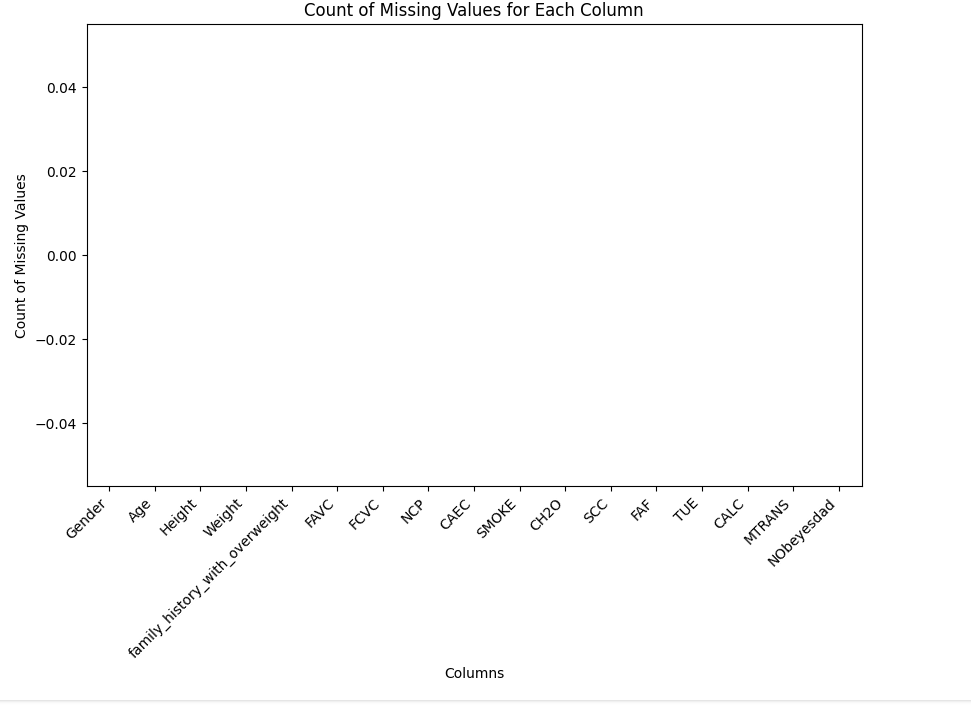 Count of Missing Values for Each Column
Count of Missing Values
0.04
0.02
0.00
−0.02
−0.04
Gender
Age
Height
Weight
family_history_with_overweight
FAVC
FCVC
NCP
CAEC
SMOKE
CH2O
SCC
FAF
TUE
CALC
MTRANS
NObeyesdad
Columns